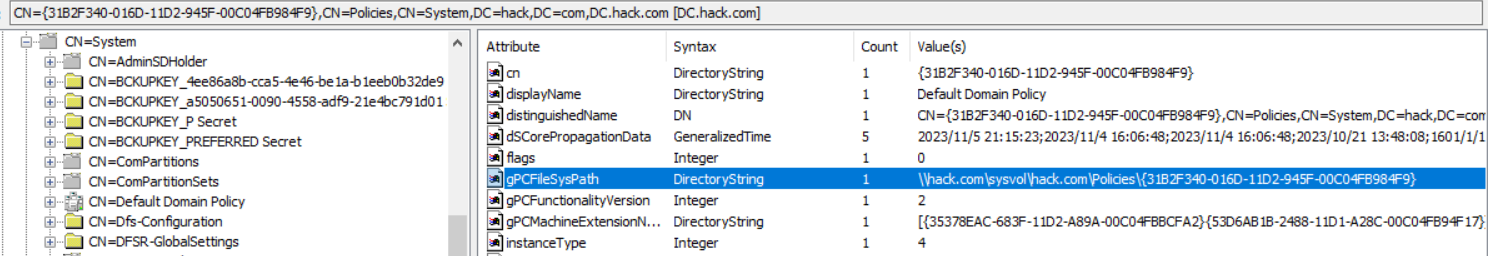 CN={31B2F340-016D-11D2-945F-00C04FB984F9},CN=Policies,CN=System,DC=hack,DC=com,DC.hack.com [DC.hack.com]
CN=System
CN=AdminSDHolder
CN=BCKUPKEY_4ee86a8b-cca5-4e46-be1a-b1eeb0b32de9
CN=BCKUPKEY_a5050651-0090-4558-adf9-21e4bc791d01
CN=BCKUPKEY_P Secret
CN=BCKUPKEY_PREFERRED Secret
CN=ComPartitions
CN=ComPartitionSets
CN=Default Domain Policy
CN=Dfs-Configuration
CN=DFSR-GlobalSettings
Attribute Syntax Count Value(s)
cn DirectoryString 1 {31B2F340-016D-11D2-945F-00C04FB984F9}
displayName DirectoryString 1 Default Domain Policy
distinguishedName DN 1 CN={31B2F340-016D-11D2-945F-00C04FB984F9},CN=Policies,CN=System,DC=hack,DC=com
dSCorePropagationData GeneralizedTime 5 2023/11/5 21:15:23;2023/11/4 16:06:48;2023/11/4 16:06:48;2023/10/21 13:48:08;1601/1/1
flags Integer 1 0
gPCFileSysPath DirectoryString 1 \\hack.com\sysvol\hack.com\Policies\{31B2F340-016D-11D2-945F-00C04FB984F9}
gPCFunctionalityVersion Integer 1 2
gPCMachineExtensionN... DirectoryString 1 [{35378EAC-683F-11D2-A89A-00C04FBBCFA2}{53D6AB1B-2488-11D1-A28C-00C04FB94F17}
instanceType Integer 1 4